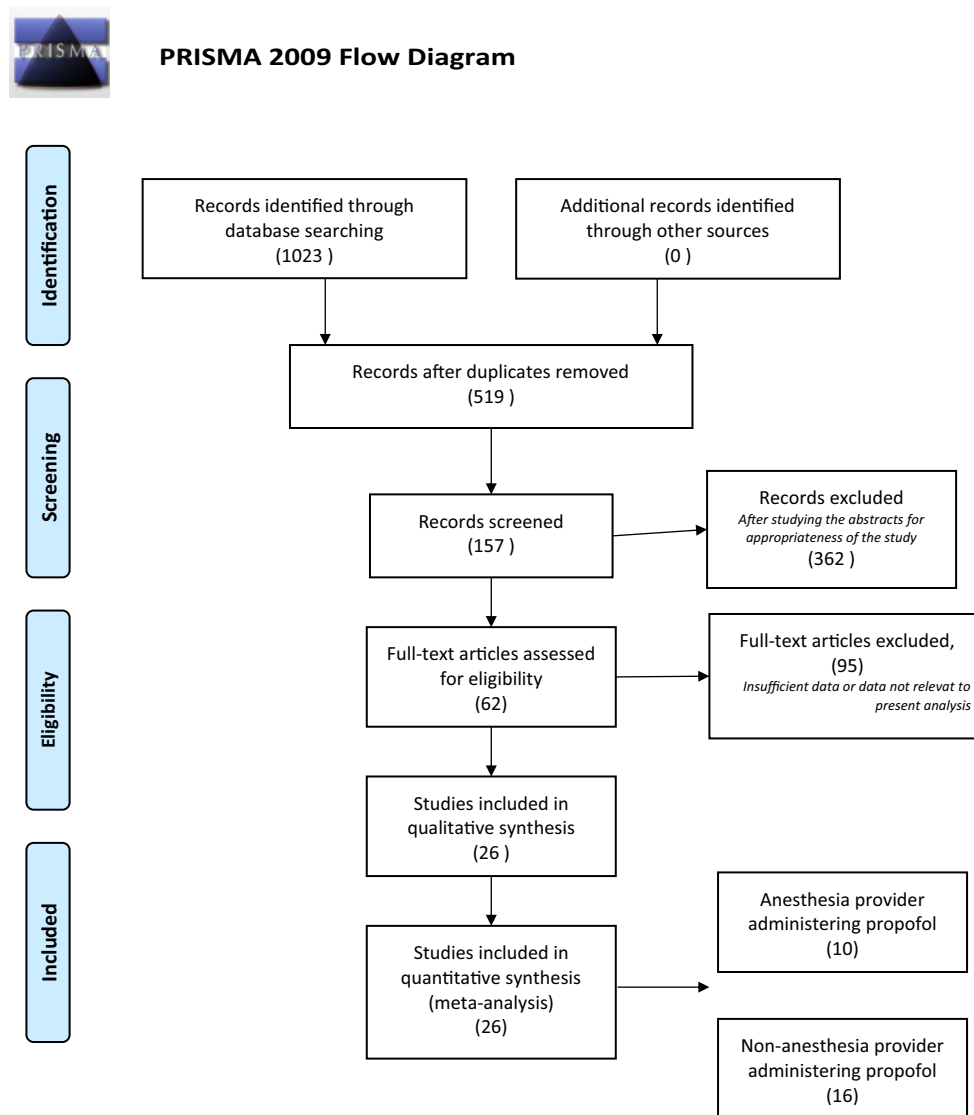 PRISMA
PRISMA 2009 Flow Diagram
Identification
Records identified through
database searching
(1023 )
Additional records identified
through other sources
(0 )
Records after duplicates removed
(519 )
Screening
Records screened
(157 )
Records excluded
After studying the abstracts for
appropriateness of the study
(362 )
Eligibility
Full-text articles assessed
for eligibility
(62)
Full-text articles excluded,
(95)
Insufficient data or data not relevat to
present analysis
Studies included in
qualitative synthesis
(26 )
Included
Studies included in
quantitative synthesis
(meta-analysis)
(26)
Anesthesia provider
administering propofol
(10)
Non-anesthesia provider
administering propofol
(16)